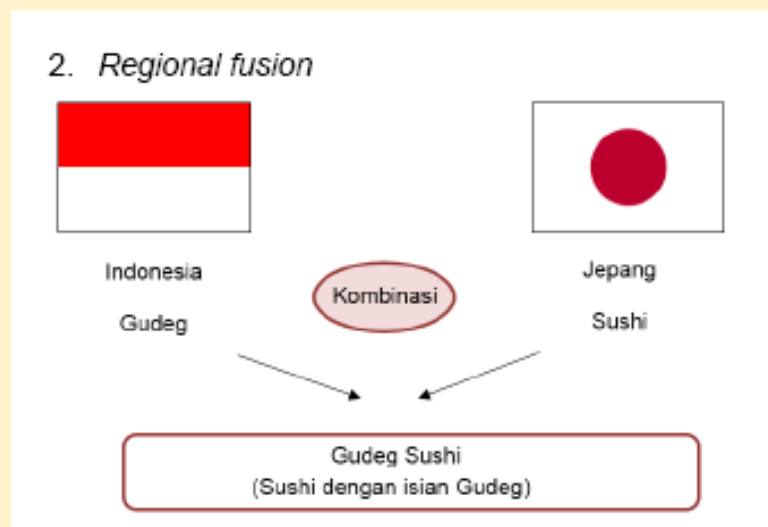 2. Regional fusion
Indonesia
Jepang
Kombinasi
Gudeg
Sushi
Gudeg Sushi
(Sushi dengan isian Gudeg)